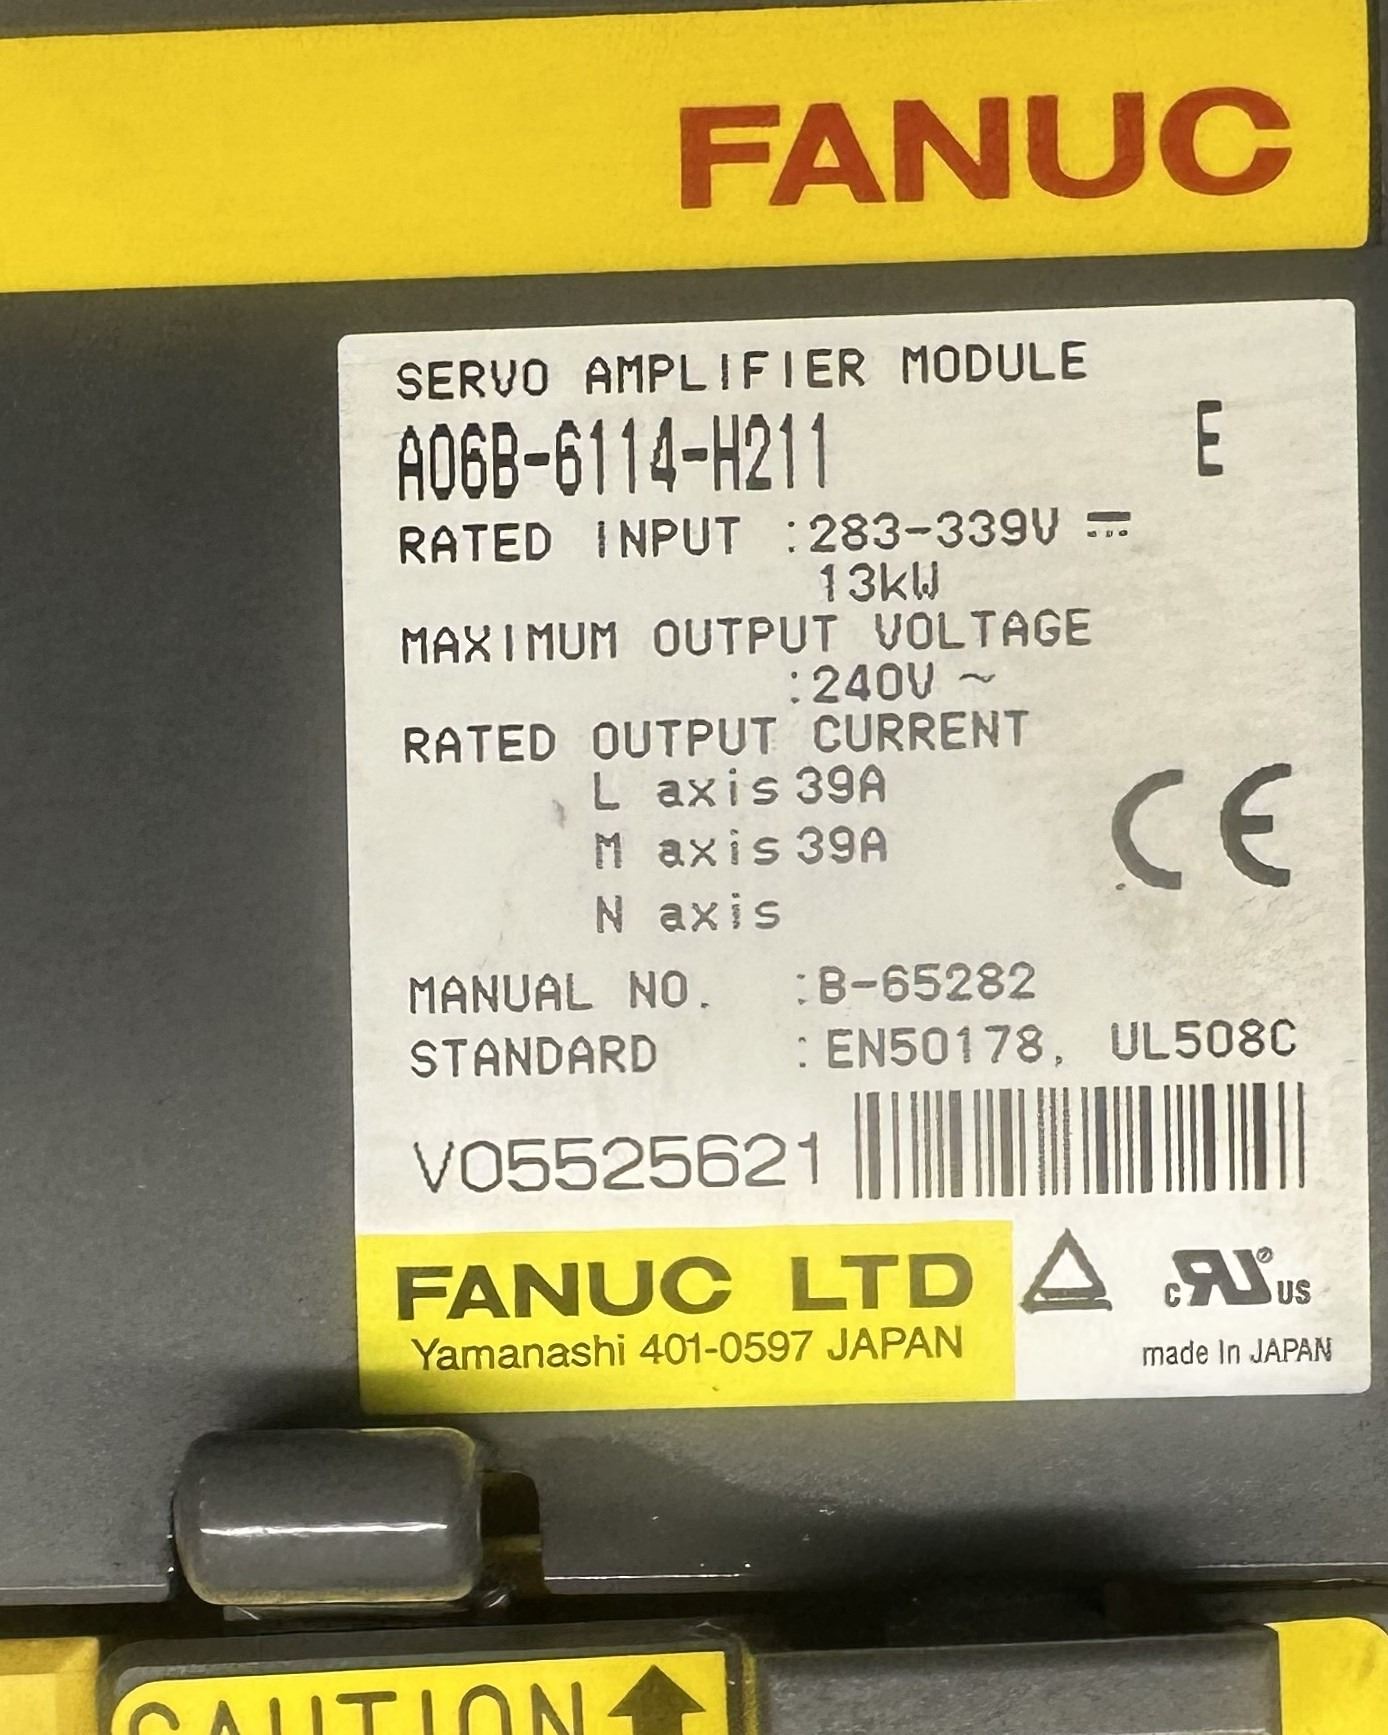 FANUC
SERVO AMPLIFIER MODULE
A06B-6114-H211 E
RATED INPUT :283-339V ⎓
13kW
MAXIMUM OUTPUT VOLTAGE
:240V ~
RATED OUTPUT CURRENT
L axis 39A
M axis 39A
N axis
CE
MANUAL NO. :B-65282
STANDARD :EN50178, UL508C
V05525621
FANUC LTD
Yamanashi 401-0597 JAPAN
c RU ® US
made In JAPAN
CAUTION